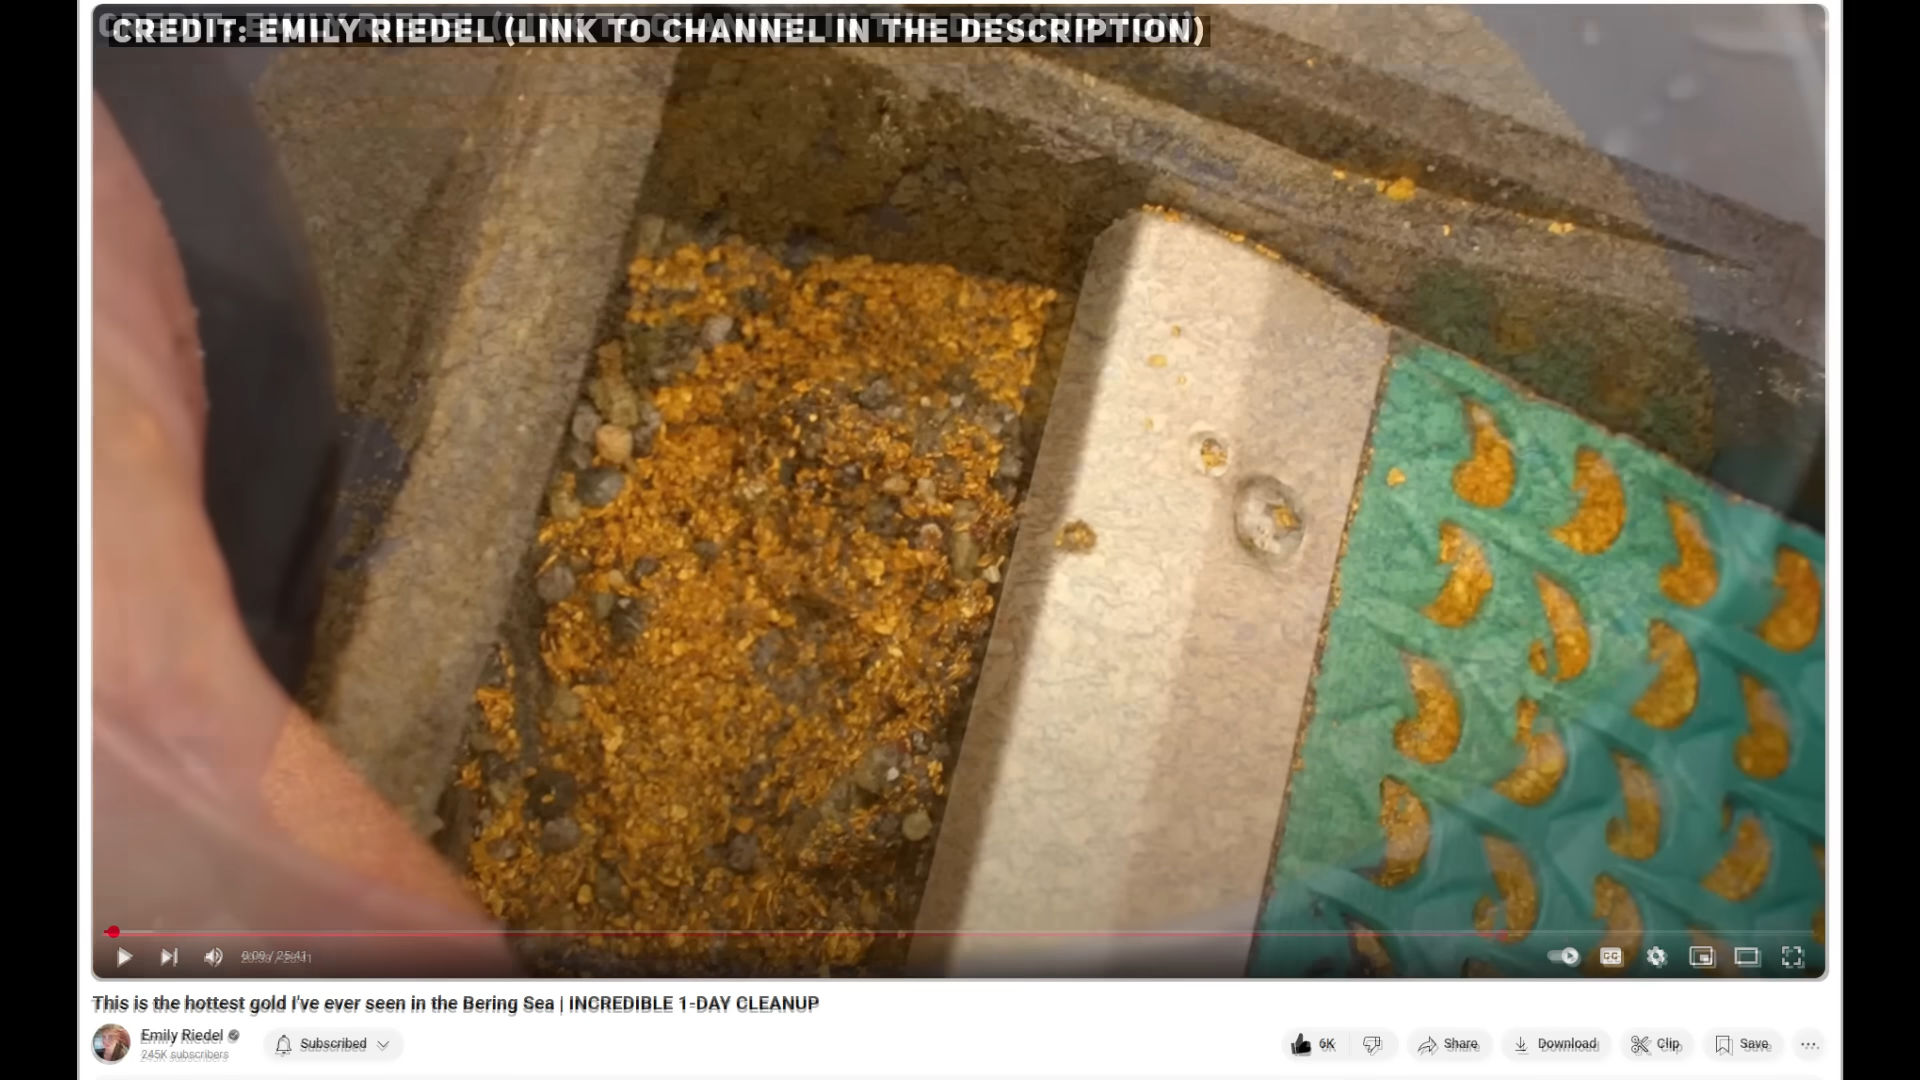 CREDIT: EMILY RIEDEL (LINK TO CHANNEL IN THE DESCRIPTION)
CC
This is the hottest gold I've ever seen in the Bering Sea | INCREDIBLE 1-DAY CLEANUP
Emily Riedel
245K subscribers
Subscribed
6K
Share
Download
Clip
Save